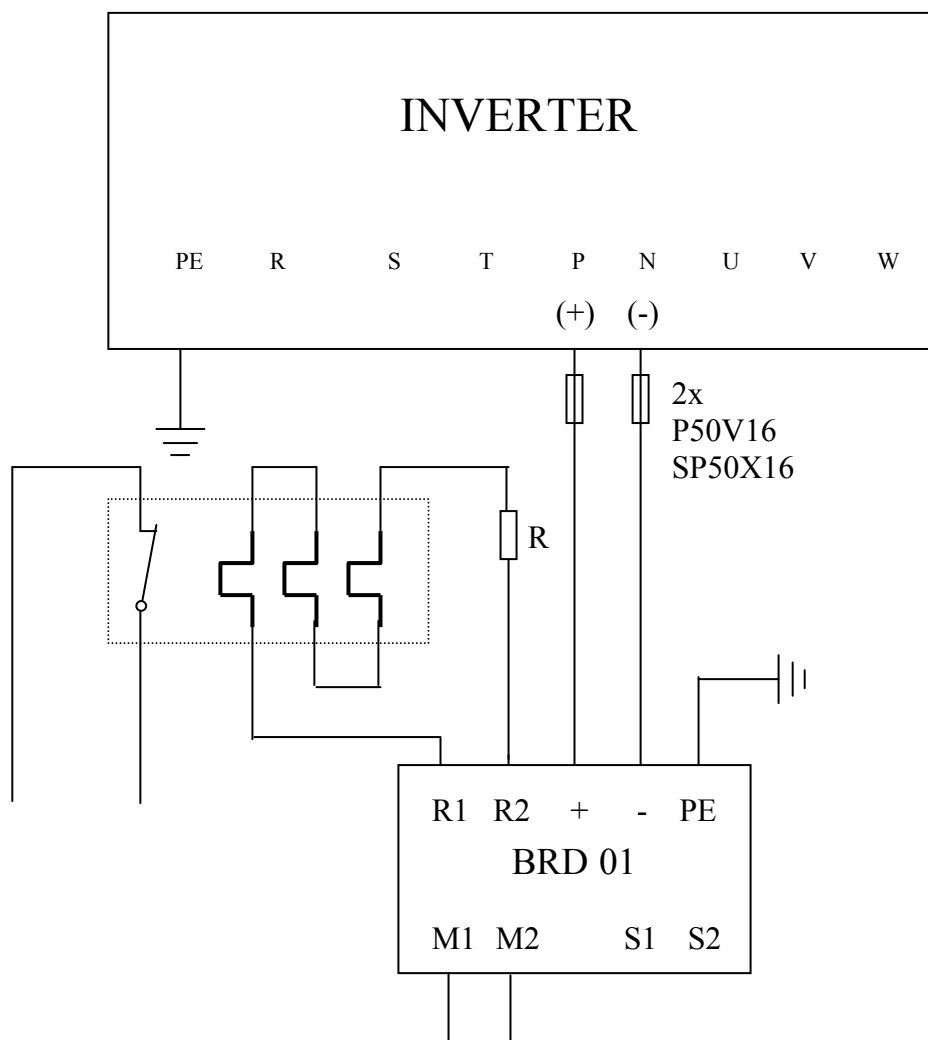 INVERTER
PE R S T P N U V W
(+) (-)
2x
P50V16
SP50X16
R
R1 R2 + - PE
BRD 01
M1 M2 S1 S2